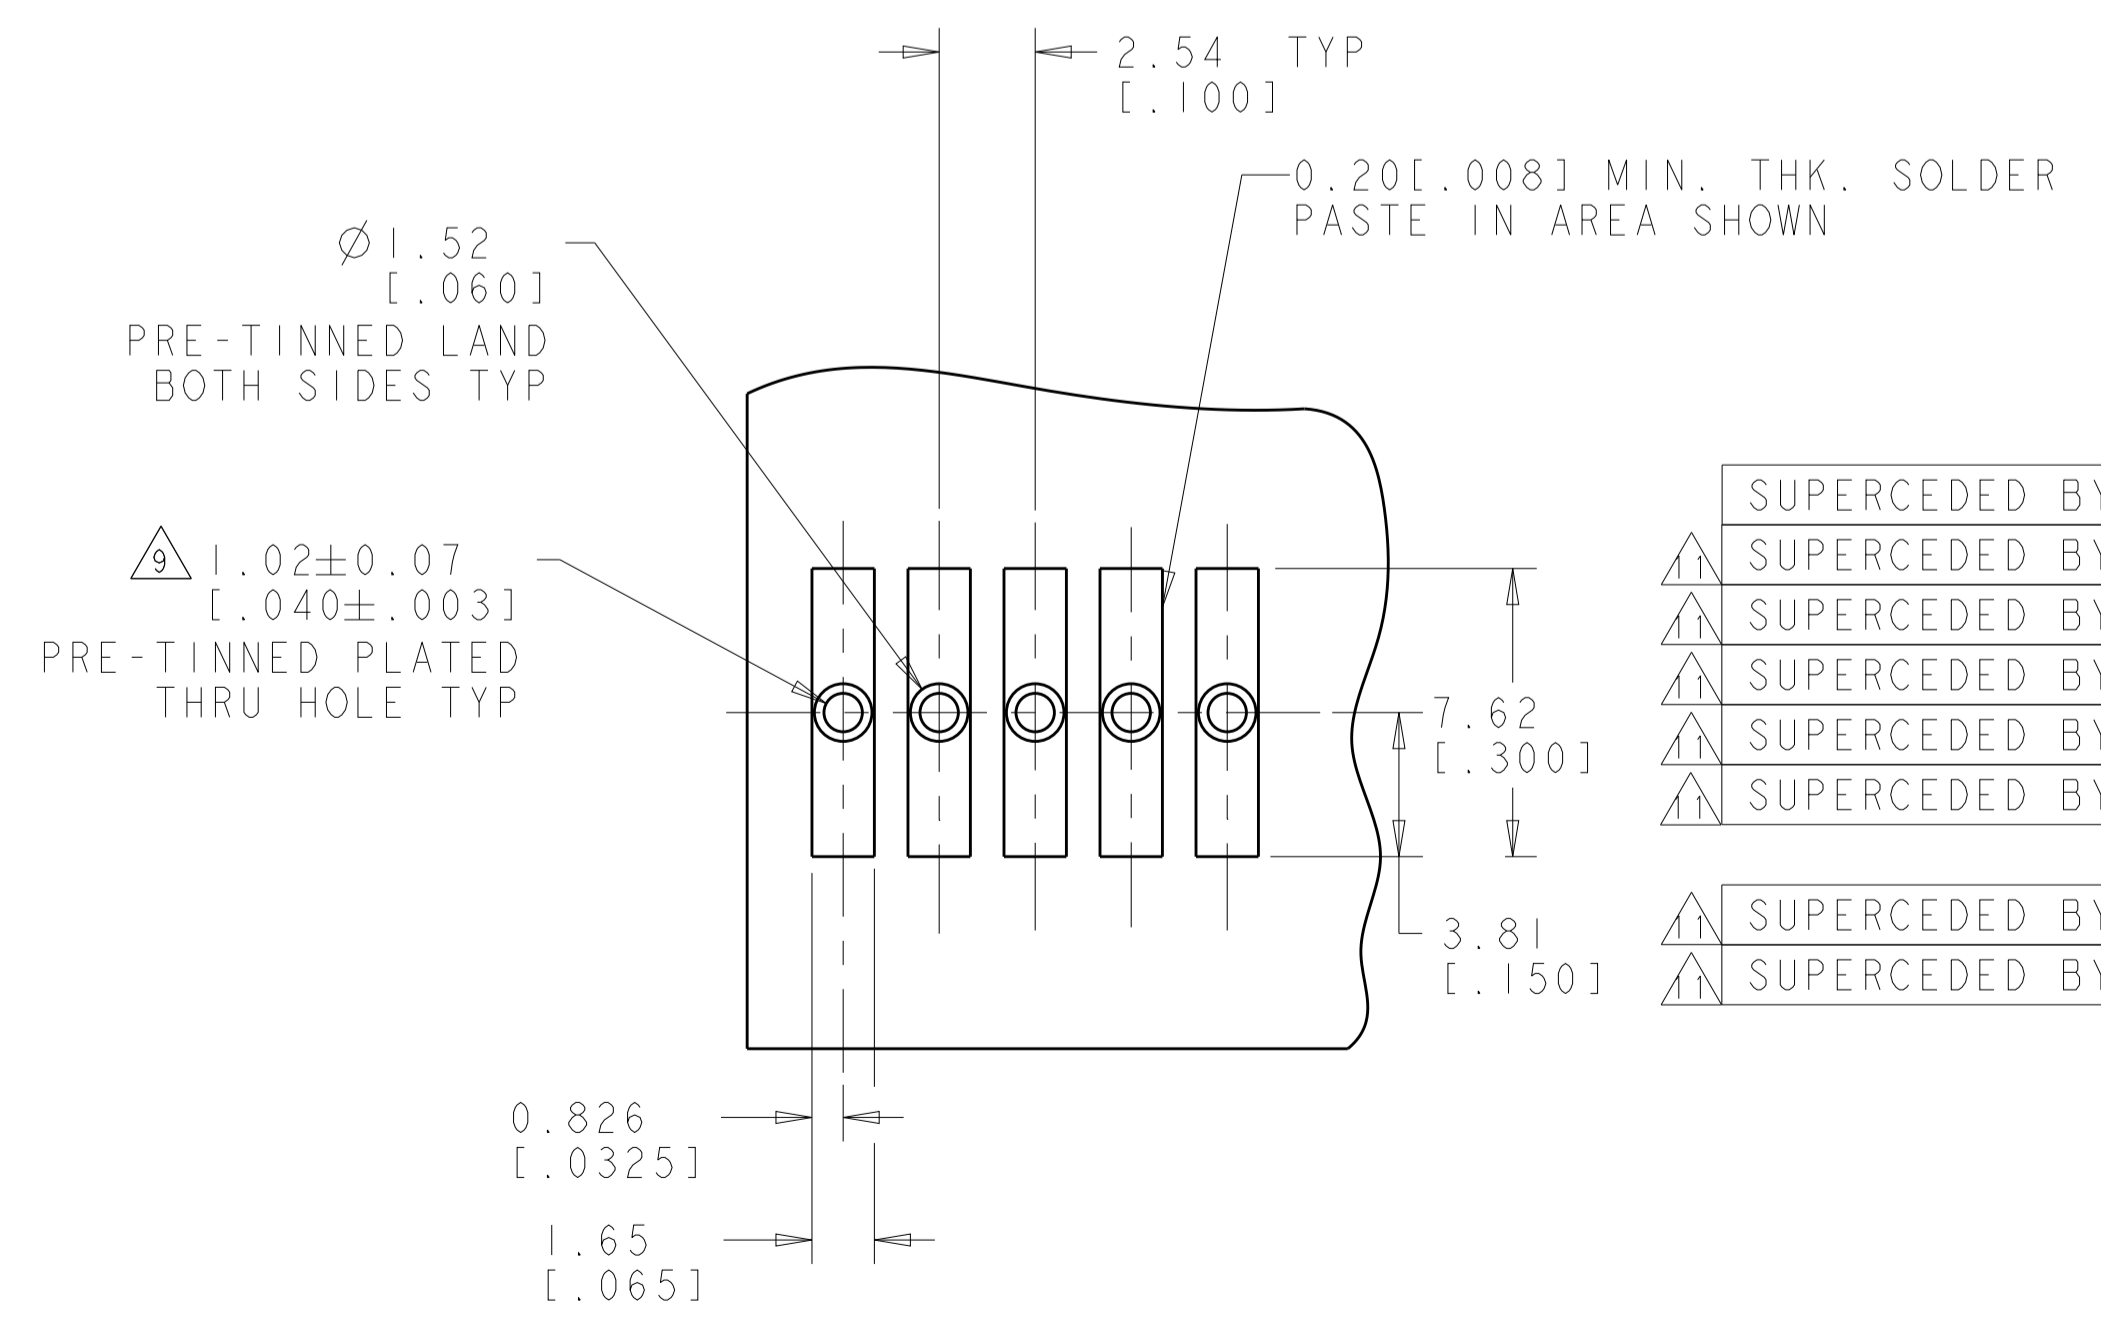 2.54 TYP
[.100]
0.20[.008] MIN. THK. SOLDER
PASTE IN AREA SHOWN
Ø1.52
[.060]
PRE-TINNED LAND
BOTH SIDES TYP
9 1.02±0.07
[.040±.003]
PRE-TINNED PLATED
THRU HOLE TYP
7.62
[.300]
3.81
[.150]
0.826
[.0325]
1.65
[.065]
SUPERCEDED BY
11 SUPERCEDED BY
11 SUPERCEDED BY
11 SUPERCEDED BY
11 SUPERCEDED BY
11 SUPERCEDED BY
11 SUPERCEDED BY
11 SUPERCEDED BY